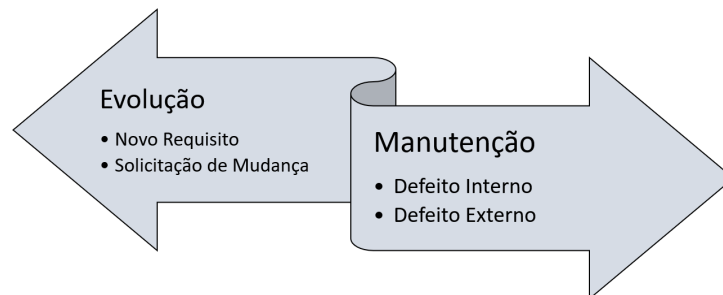 Evolução
• Novo Requisito
• Solicitação de Mudança
Manutenção
• Defeito Interno
• Defeito Externo